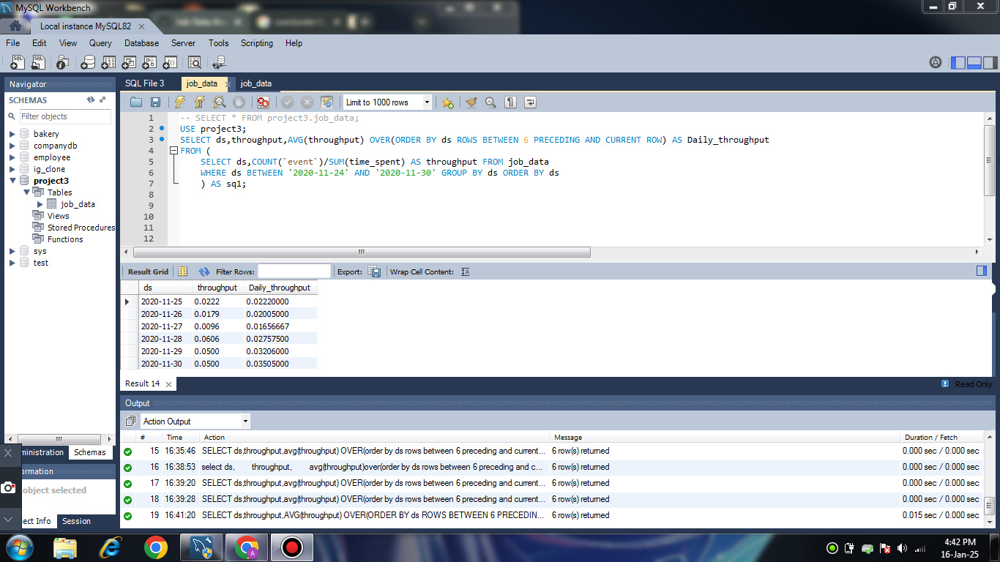 MySQL Workbench
Local instance MySQL82
File Edit View Query Database Server Tools Scripting Help
Navigator
SCHEMAS
Filter objects
bakery
companydb
employee
ig_clone
project3
Tables
job_data
Views
Stored Procedures
Functions
sys
test
ministration Schemas
formation
object selected
ect Info Session
SQL File 3 job_data job_data
Limit to 1000 rows
1 -- SELECT * FROM project3.job_data;
2 USE project3;
3 SELECT ds,throughput,AVG(throughput) OVER(ORDER BY ds ROWS BETWEEN 6 PRECEDING AND CURRENT ROW) AS Daily_throughput
4 FROM (
5 SELECT ds,COUNT(`event`)/SUM(time_spent) AS throughput FROM job_data
6 WHERE ds BETWEEN '2020-11-24' AND '2020-11-30' GROUP BY ds ORDER BY ds
7 ) AS sq1;
8
9
10
11
12
Result Grid Filter Rows: Export: Wrap Cell Content:
ds throughput Daily_throughput
2020-11-25 0.0222 0.02220000
2020-11-26 0.0179 0.02005000
2020-11-27 0.0096 0.01656667
2020-11-28 0.0606 0.02757500
2020-11-29 0.0500 0.03206000
2020-11-30 0.0500 0.03505000
Result 14 Read Only
Output
Action Output
# Time Action Message Duration / Fetch
15 16:35:46 SELECT ds,throughput,avg(throughput) OVER(order by ds rows between 6 preceding and current... 6 row(s) returned 0.000 sec / 0.000 sec
16 16:38:53 select ds, throughput, avg(throughput)over(order by ds rows between 6 preceding and c... 6 row(s) returned 0.000 sec / 0.000 sec
17 16:39:20 SELECT ds,throughput,avg(throughput) OVER(order by ds rows between 6 preceding and current... 6 row(s) returned 0.000 sec / 0.000 sec
18 16:39:28 SELECT ds,throughput,avg(throughput) OVER(order by ds rows between 6 preceding and current... 6 row(s) returned 0.000 sec / 0.000 sec
19 16:41:20 SELECT ds,throughput,AVG(throughput) OVER(ORDER BY ds ROWS BETWEEN 6 PRECEDIN... 6 row(s) returned 0.015 sec / 0.000 sec
4:42 PM
16-Jan-25